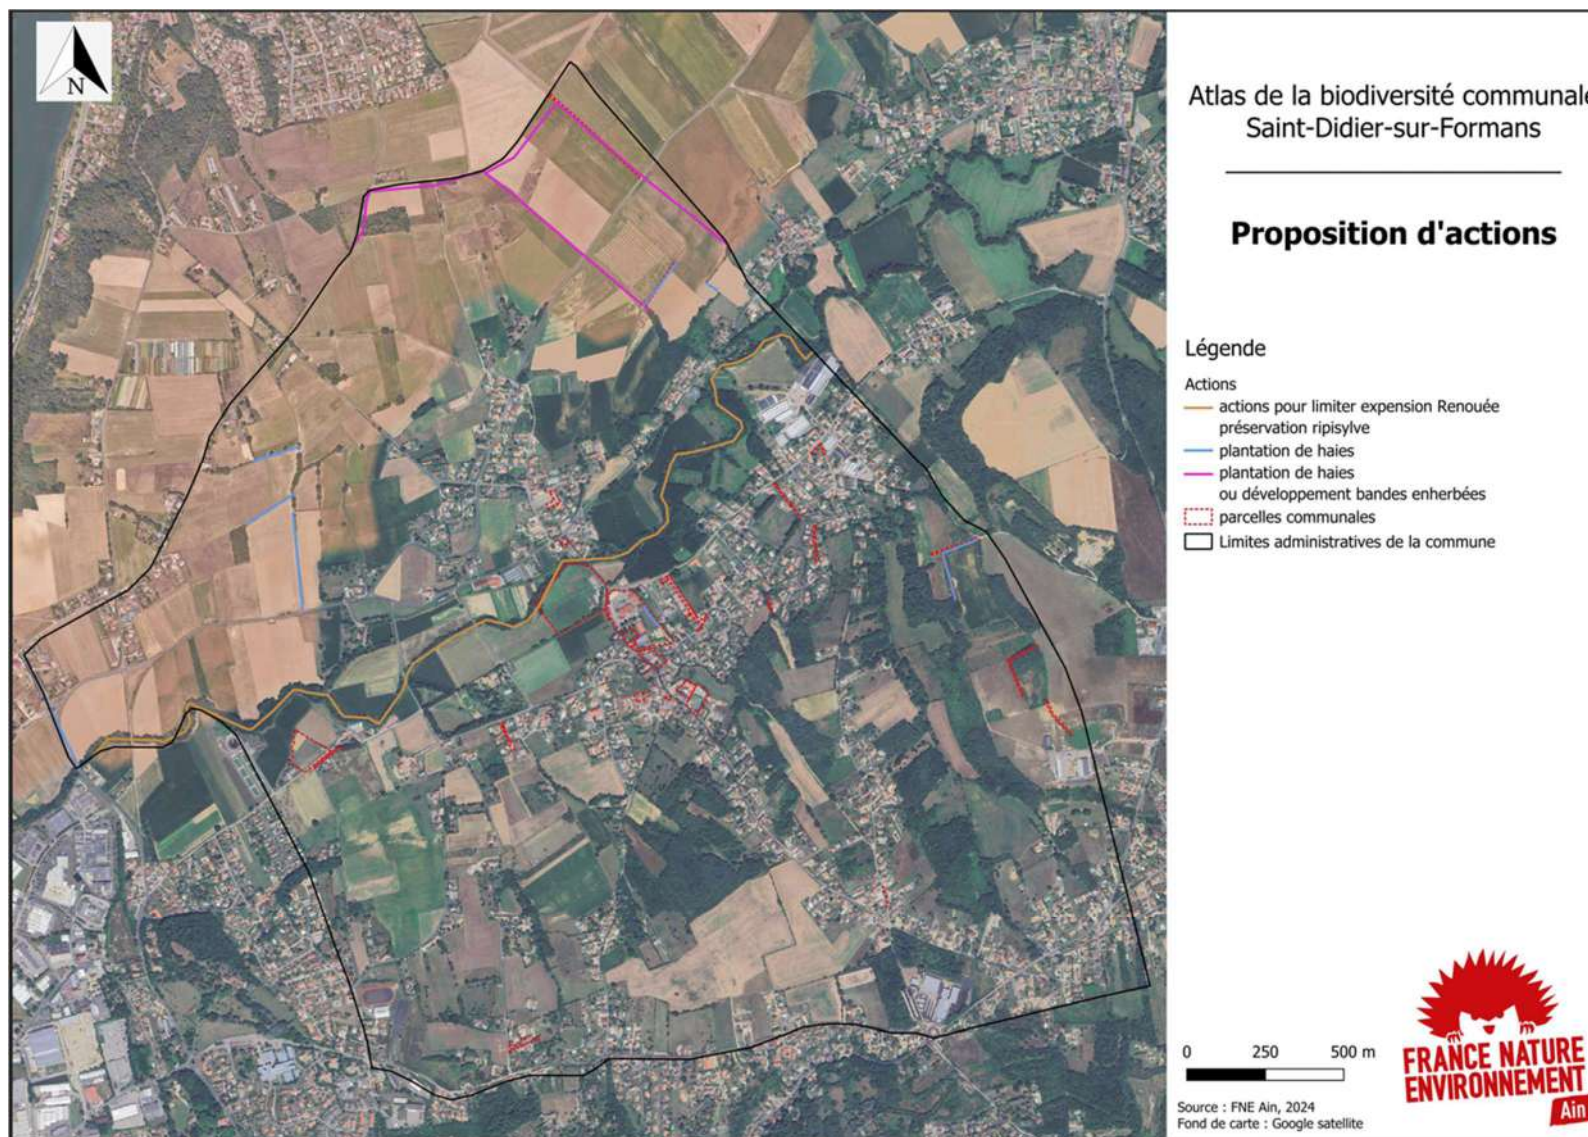 N
Atlas de la biodiversité communale
Saint-Didier-sur-Formans
Proposition d'actions
Légende
Actions
actions pour limiter expension Renouée
préservation ripisylve
plantation de haies
plantation de haies
ou développement bandes enherbées
parcelles communales
Limites administratives de la commune
0 250 500 m
Source : FNE Ain, 2024
Fond de carte : Google satellite
FRANCE NATURE
ENVIRONNEMENT
Ain